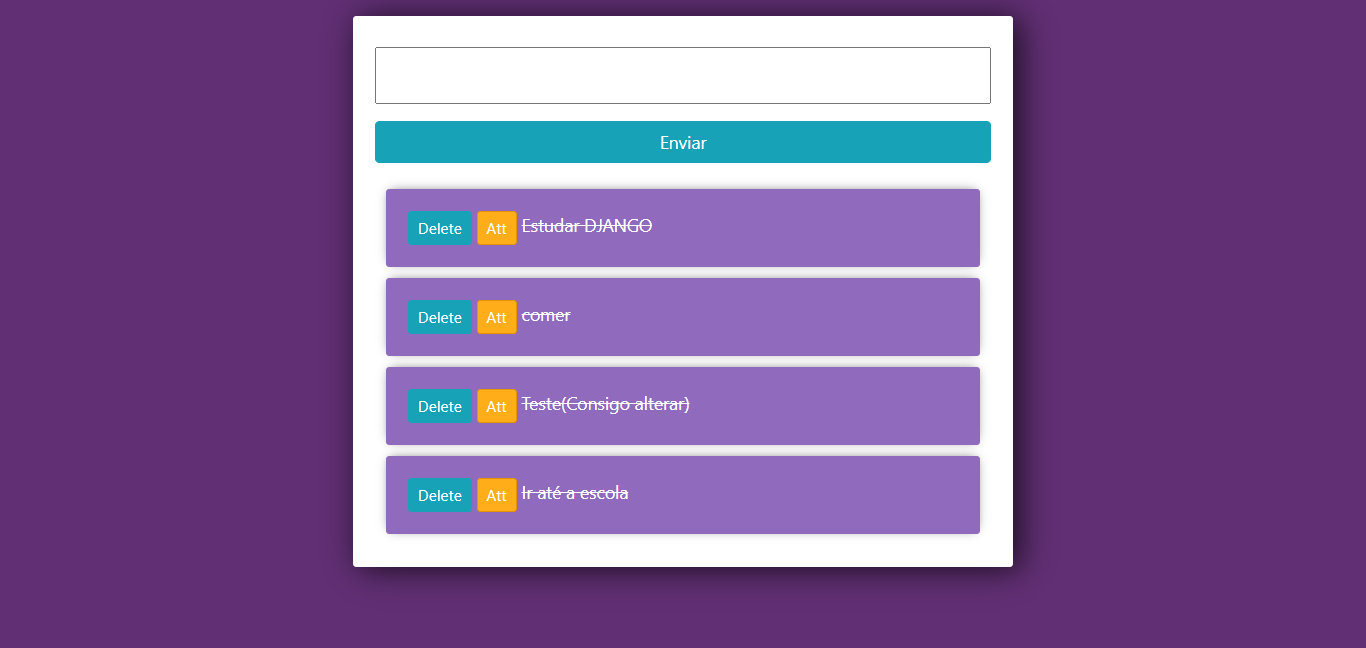 Enviar
Delete Att Estudar DJANGO
Delete Att comer
Delete Att Teste(Consigo alterar)
Delete Att Ir até a escola